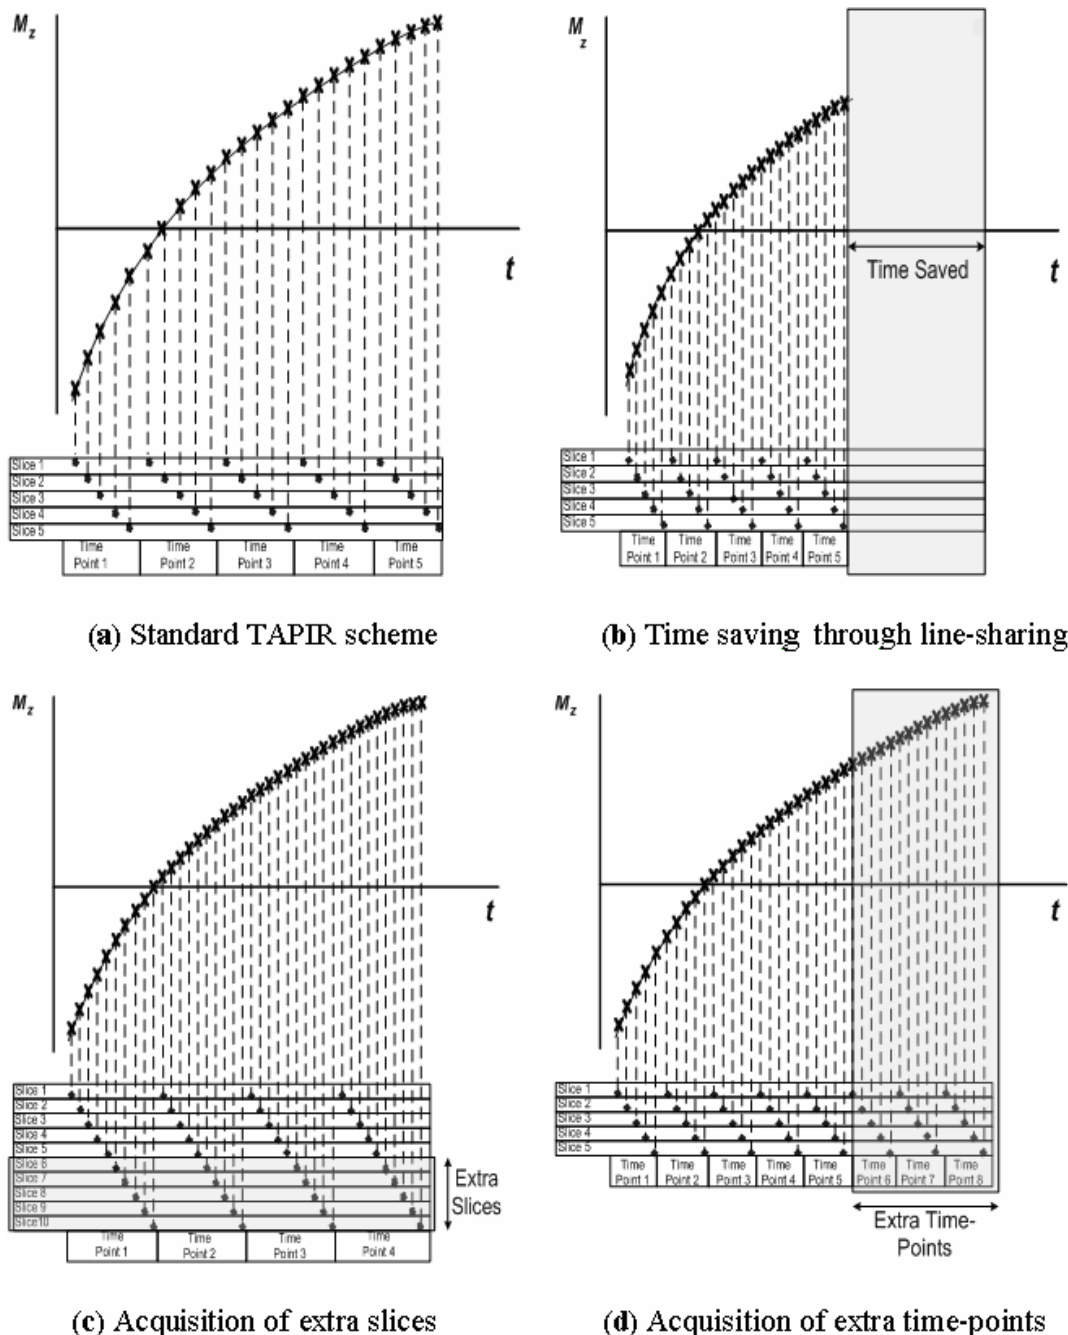 Mz
t
Slice 1
Slice 2
Slice 3
Slice 4
Slice 5
Time Point 1
Time Point 2
Time Point 3
Time Point 4
Time Point 5
(a) Standard TAPIR scheme
Mz
Time Saved
t
Slice 1
Slice 2
Slice 3
Slice 4
Slice 5
Time Point 1
Time Point 2
Time Point 3
Time Point 4
Time Point 5
(b) Time saving through line-sharing
Mz
t
Slice 1
Slice 2
Slice 3
Slice 4
Slice 5
Slice 6
Slice 7
Slice 8
Slice 9
Slice10
Extra
Slices
Time Point 1
Time Point 2
Time Point 3
Time Point 4
(c) Acquisition of extra slices
Mz
t
Slice 1
Slice 2
Slice 3
Slice 4
Slice 5
Time Point 1
Time Point 2
Time Point 3
Time Point 4
Time Point 5
Time Point 6
Time Point 7
Time Point 8
Extra Time-
Points
(d) Acquisition of extra time-points